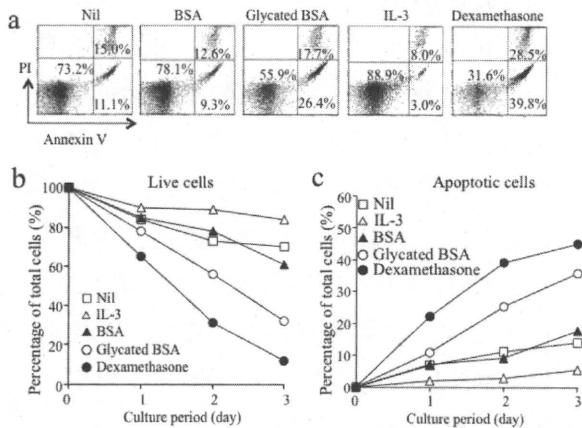 a
Nil BSA Glycated BSA IL-3 Dexamethasone
15.0% 12.6% 17.7% 8.0% 28.5%
PI 73.2% 78.1% 55.9% 88.9% 31.6%
11.1% 9.3% 26.4% 3.0% 39.8%
Annexin V
b Live cells
Percentage of total cells (%)
100
80
60
40
20
0
Nil
IL-3
BSA
Glycated BSA
Dexamethasone
0 1 2 3
Culture period (day)
c Apoptotic cells
Percentage of total cells (%)
60
50
40
30
20
10
0
Nil
IL-3
BSA
Glycated BSA
Dexamethasone
0 1 2 3
Culture period (day)